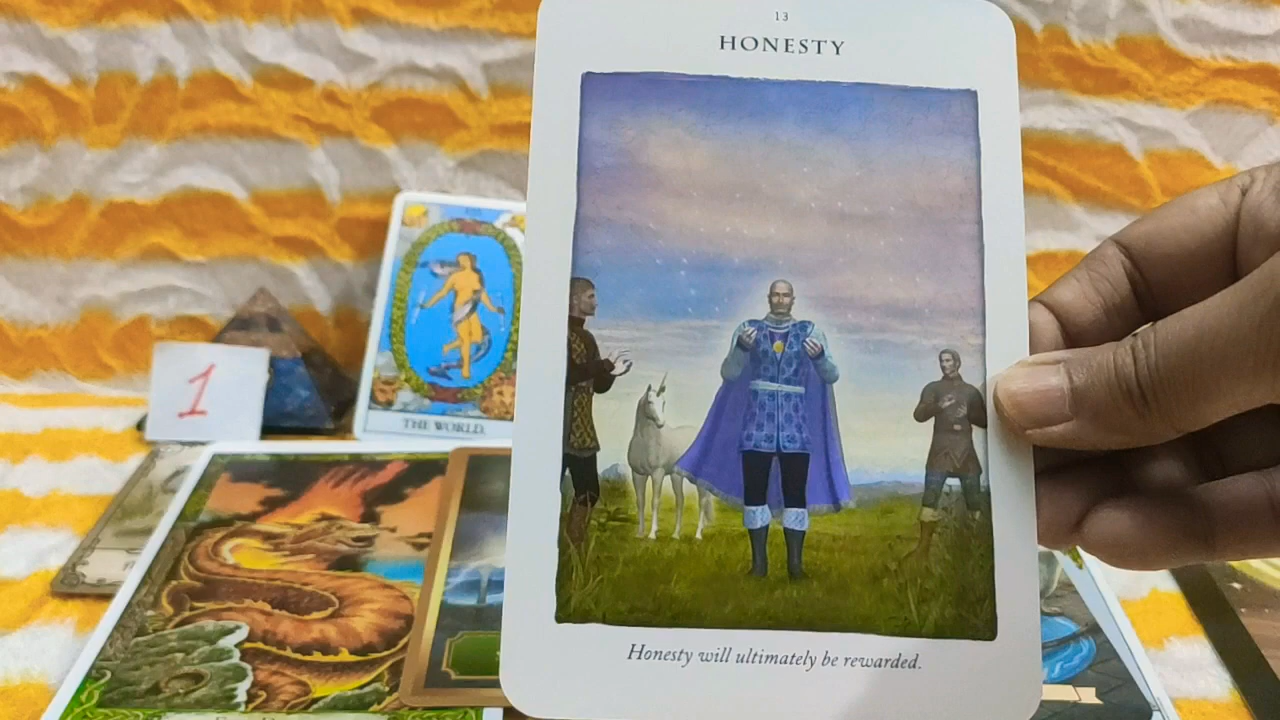 13
HONESTY
1
THE WORLD.
Honesty will ultimately be rewarded.